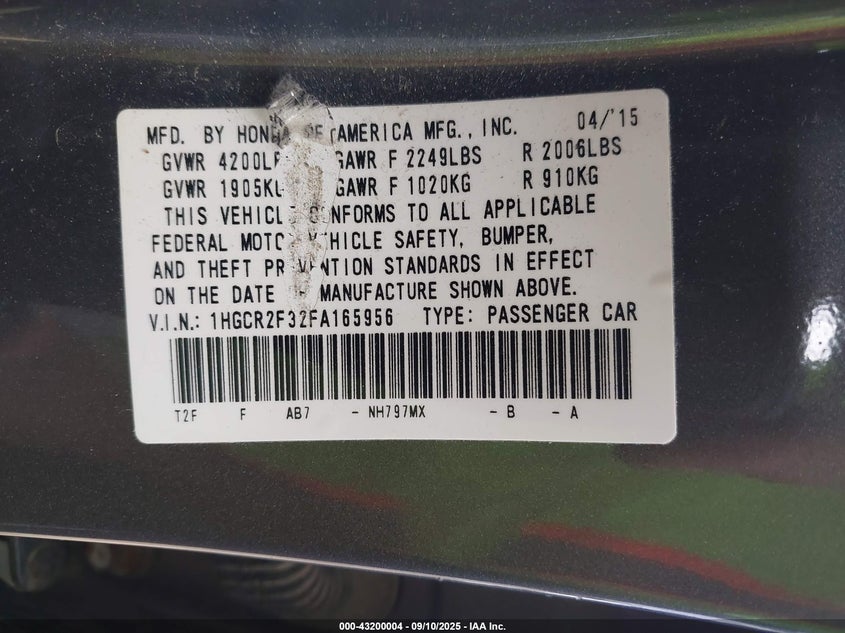 MFD. BY HONDA OF AMERICA MFG., INC. 04/'15
GVWR 4200LBS GAWR F 2249LBS R 2006LBS
GVWR 1905KG GAWR F 1020KG R 910KG
THIS VEHICLE CONFORMS TO ALL APPLICABLE
FEDERAL MOTOR VEHICLE SAFETY, BUMPER,
AND THEFT PREVENTION STANDARDS IN EFFECT
ON THE DATE OF MANUFACTURE SHOWN ABOVE.
V.I.N.: 1HGCR2F32FA165956 TYPE: PASSENGER CAR
T2F F AB7 - NH797MX - B - A
000-43200004 - 09/10/2025 - IAA Inc.